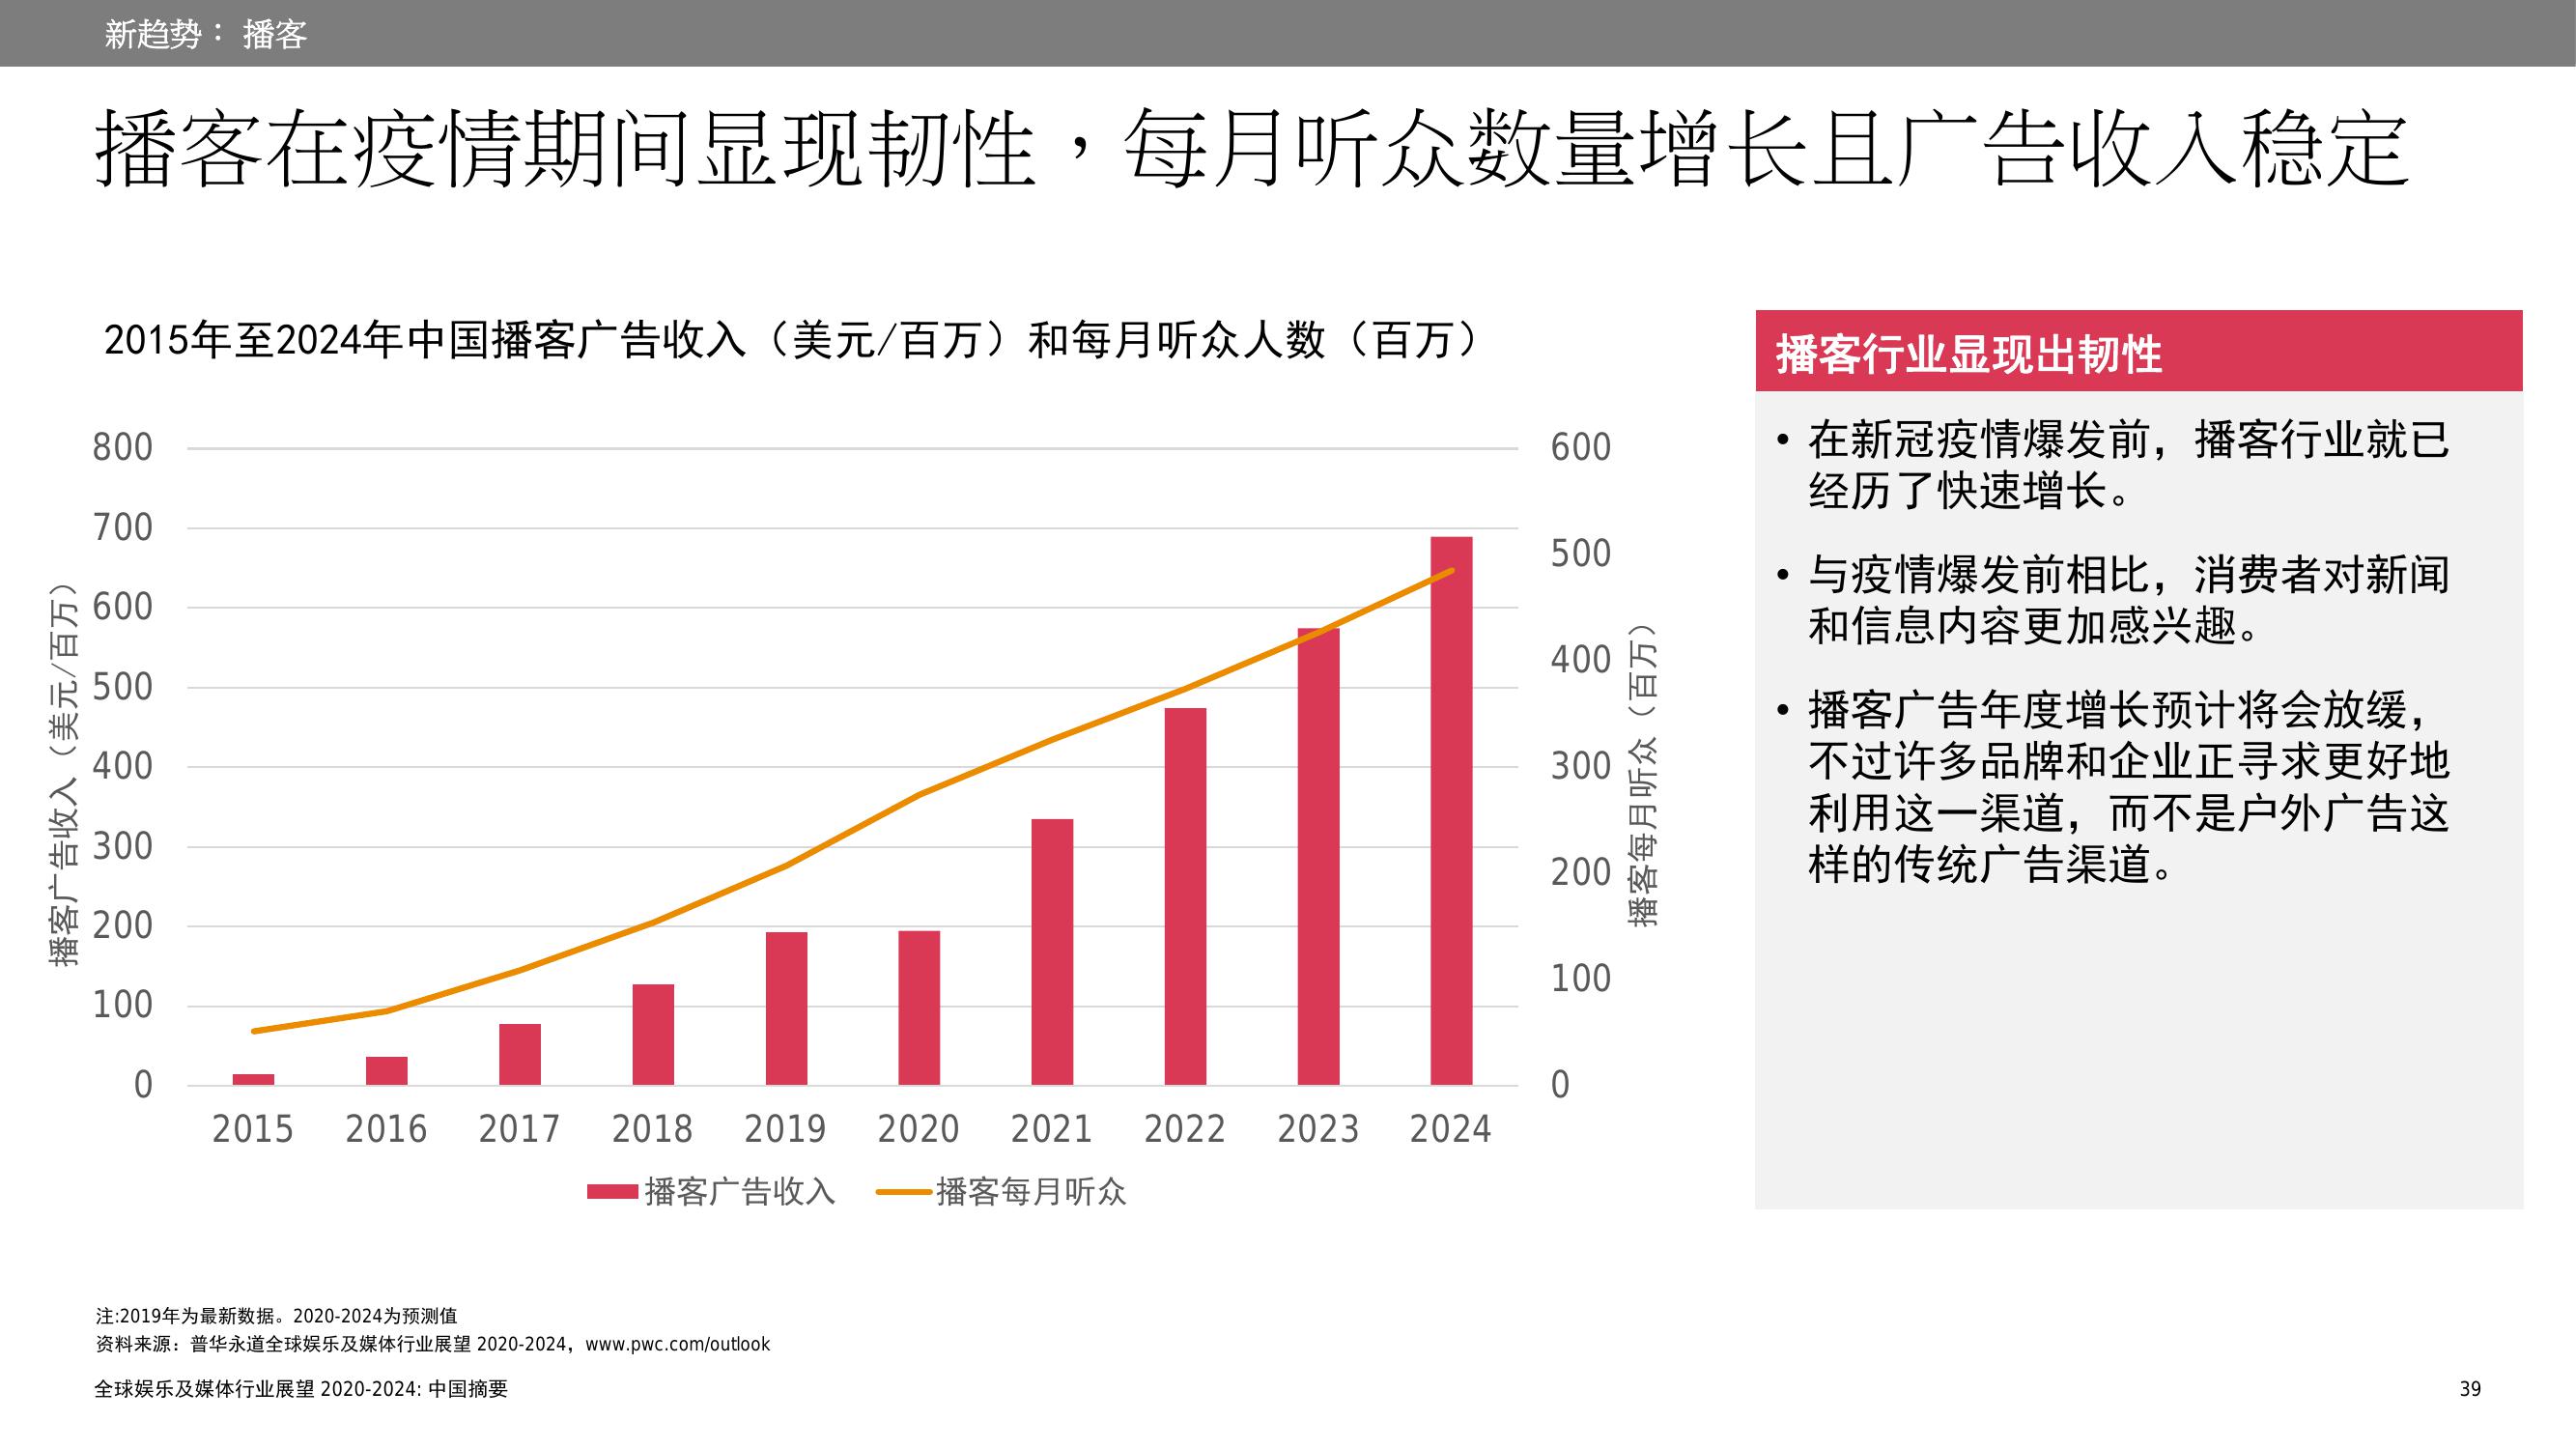 新趋势： 播客
播客在疫情期间显现韧性，每月听众数量增长且广告收入稳定
2015年至2024年中国播客广告收入（美元/百万）和每月听众人数（百万）
播客广告收入（美元/百万）
800
700
600
500
400
300
200
100
0
600
500
400
300
200
100
0
播客每月听众（百万）
2015 2016 2017 2018 2019 2020 2021 2022 2023 2024
播客广告收入 播客每月听众
播客行业显现出韧性
• 在新冠疫情爆发前，播客行业就已
经历了快速增长。
• 与疫情爆发前相比，消费者对新闻
和信息内容更加感兴趣。
• 播客广告年度增长预计将会放缓，
不过许多品牌和企业正寻求更好地
利用这一渠道，而不是户外广告这
样的传统广告渠道。
注:2019年为最新数据。2020-2024为预测值
资料来源：普华永道全球娱乐及媒体行业展望 2020-2024，www.pwc.com/outlook
全球娱乐及媒体行业展望 2020-2024: 中国摘要
39